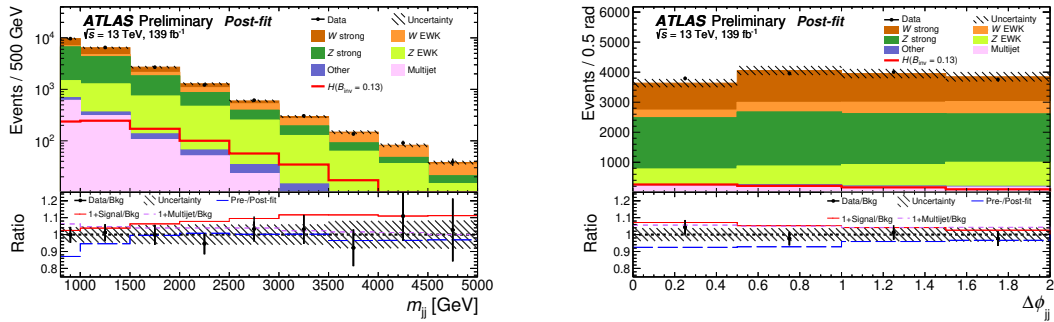 ATLAS Preliminary Post-fit
√s = 13 TeV, 139 fb⁻¹
Data
Uncertainty
W strong
W EWK
Z strong
Z EWK
Other
Multijet
H(B_inv = 0.13)
Events / 500 GeV
10⁴
10³
10²
Data/Bkg
Uncertainty
Pre-/Post-fit
1+Signal/Bkg
1+Multijet/Bkg
Ratio
1.2
1.1
1
0.9
0.8
1000 1500 2000 2500 3000 3500 4000 4500 5000
m_jj [GeV]
ATLAS Preliminary Post-fit
√s = 13 TeV, 139 fb⁻¹
Data
Uncertainty
W strong
W EWK
Z strong
Z EWK
Other
Multijet
H(B_inv = 0.13)
Events / 0.5 rad
6000
5000
4000
3000
2000
1000
Data/Bkg
Uncertainty
Pre-/Post-fit
1+Signal/Bkg
1+Multijet/Bkg
Ratio
1.2
1.1
1
0.9
0.8
0 0.2 0.4 0.6 0.8 1 1.2 1.4 1.6 1.8 2
Δϕ_jj